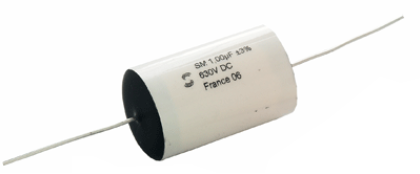 SM 1.00µF ±3%
630V DC
France 06